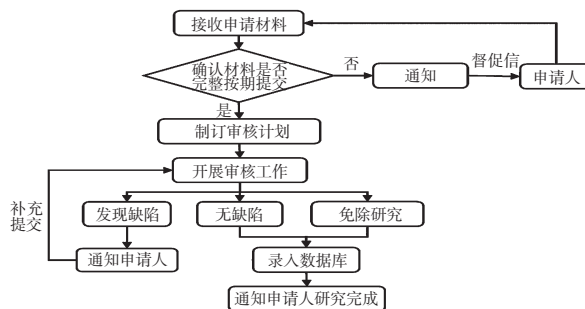 接收申请材料
确认材料是否
完整按期提交
否
通知
督促信
申请人
是
制订审核计划
开展审核工作
补充
提交
发现缺陷
无缺陷
免除研究
通知申请人
录入数据库
通知申请人研究完成